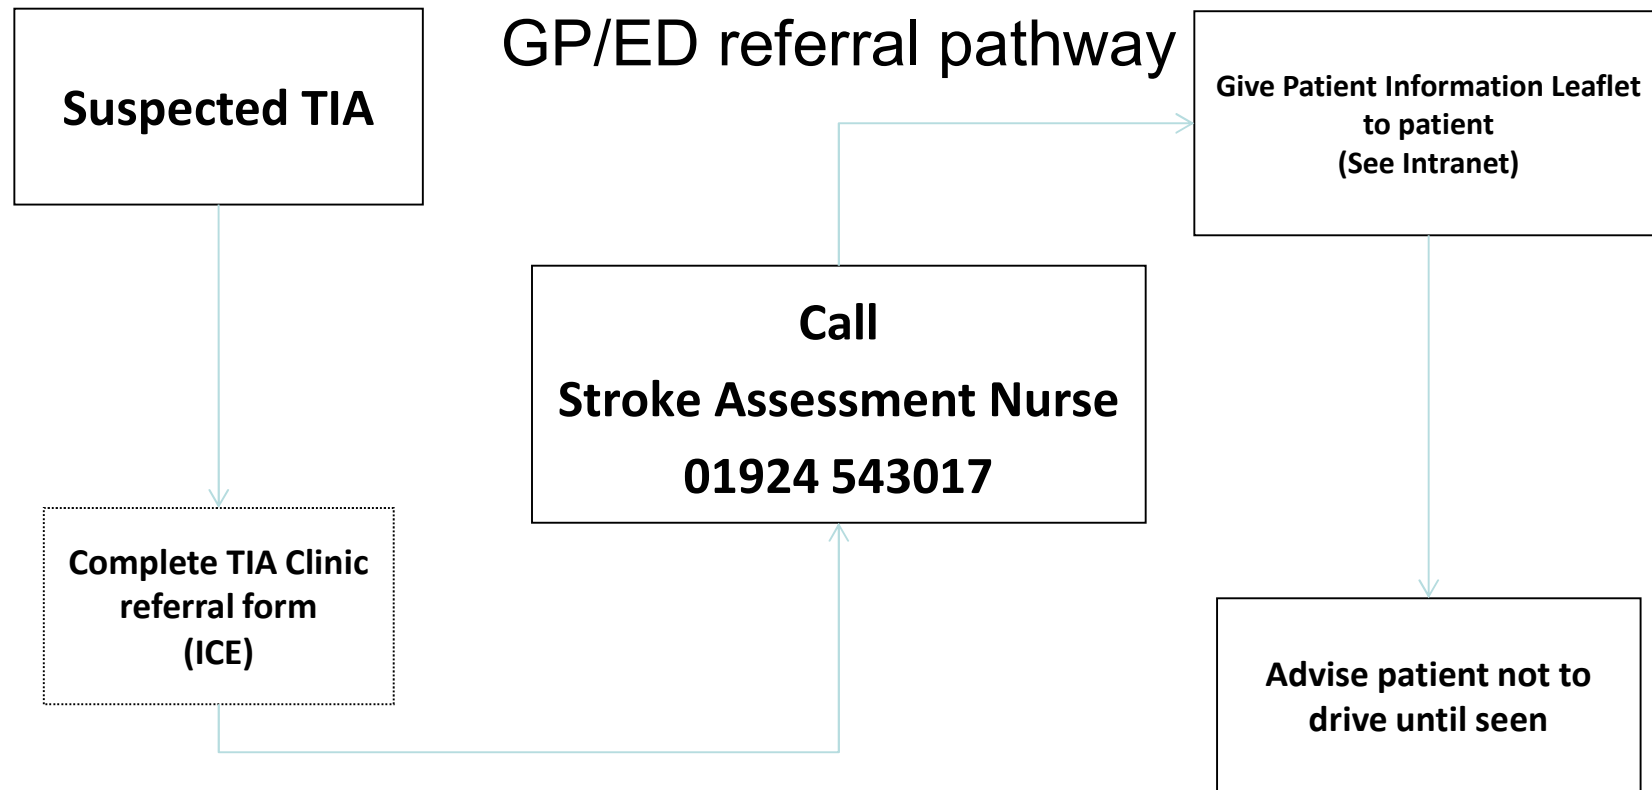 GP/ED referral pathway
Suspected TIA
Complete TIA Clinic
referral form
(ICE)
Call
Stroke Assessment Nurse
01924 543017
Give Patient Information Leaflet
to patient
(See Intranet)
Advise patient not to
drive until seen